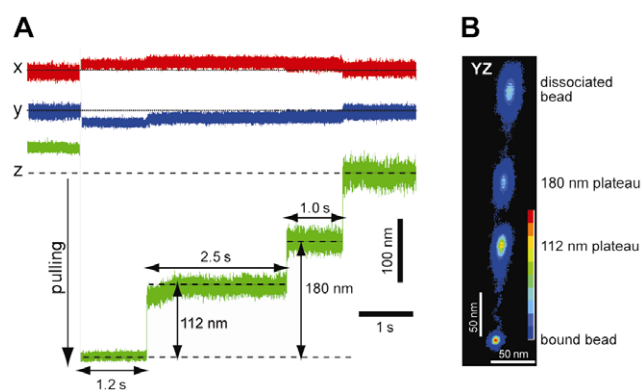 A
x
y
z
pulling
1.0 s
2.5 s
180 nm
112 nm
1.2 s
100 nm
1 s
B
YZ
dissociated
bead
180 nm plateau
112 nm plateau
bound bead
50 nm
50 nm